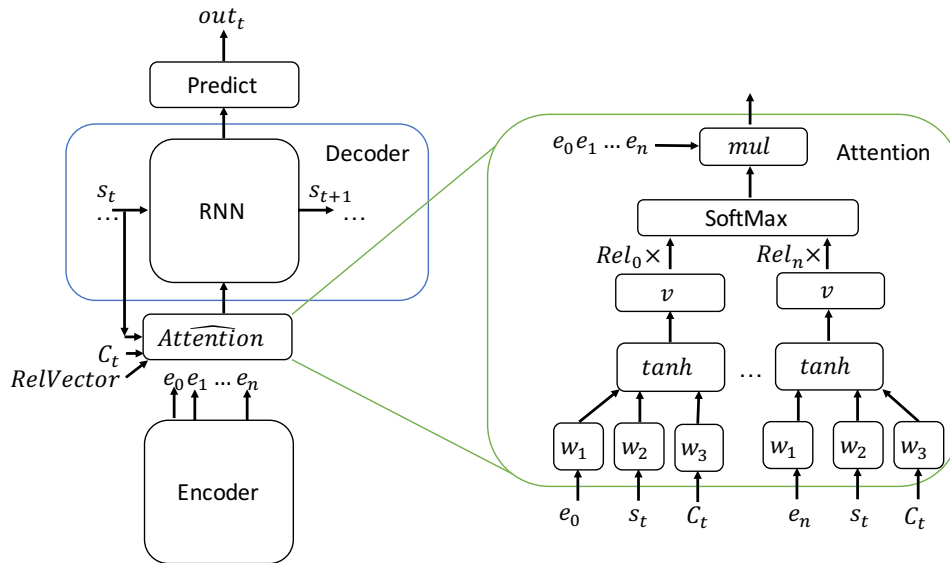 out_t
Predict
Decoder
s_t
...
RNN
s_{t+1}
...
\widehat{Attention}
C_t
RelVector
e_0 e_1 ... e_n
Encoder
Attention
e_0 e_1 ... e_n
mul
SoftMax
Rel_0 × Rel_n ×
v v
tanh ... tanh
w_1 w_2 w_3 w_1 w_2 w_3
e_0 s_t C_t e_n s_t C_t